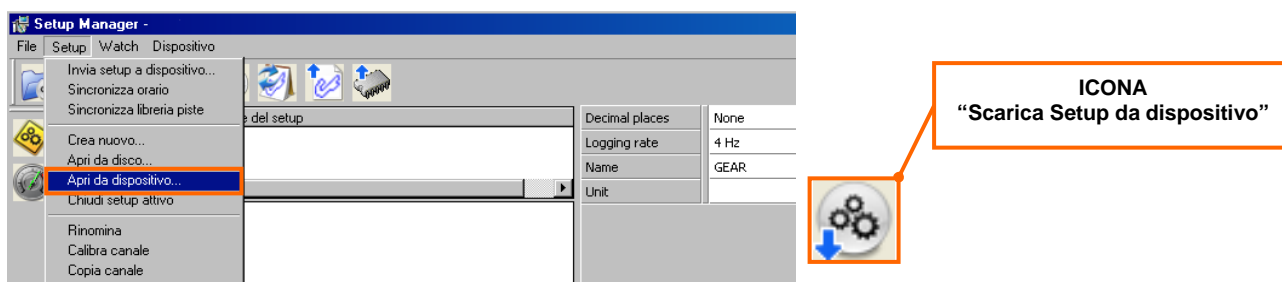 Setup Manager -
File Setup Watch Dispositivo
Invia setup a dispositivo...
Sincronizza orario
Sincronizza libreria piste
Crea nuovo...
Apri da disco...
Apri da dispositivo...
Chiudi setup attivo
Rinomina
Calibra canale
Copia canale
del setup
Decimal places None
Logging rate 4 Hz
Name GEAR
Unit
ICONA
“Scarica Setup da dispositivo”